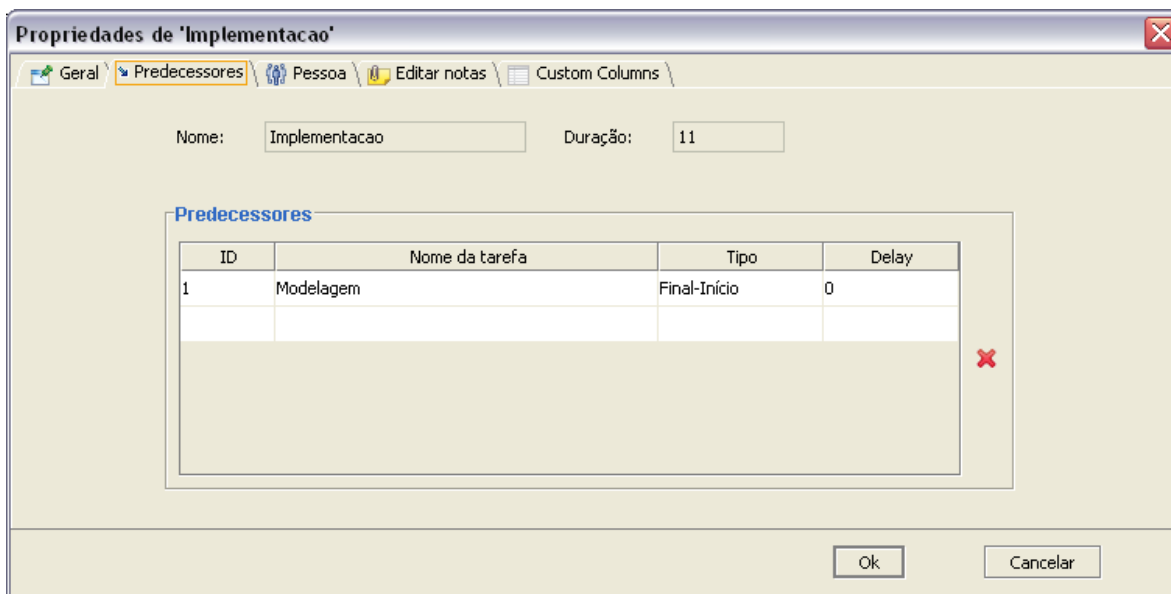 Propriedades de 'Implementacao'
Geral Predecessores Pessoa Editar notas Custom Columns
Nome: Implementacao Duração: 11
Predecessores
ID Nome da tarefa Tipo Delay
1 Modelagem Final-Início 0
Ok Cancelar